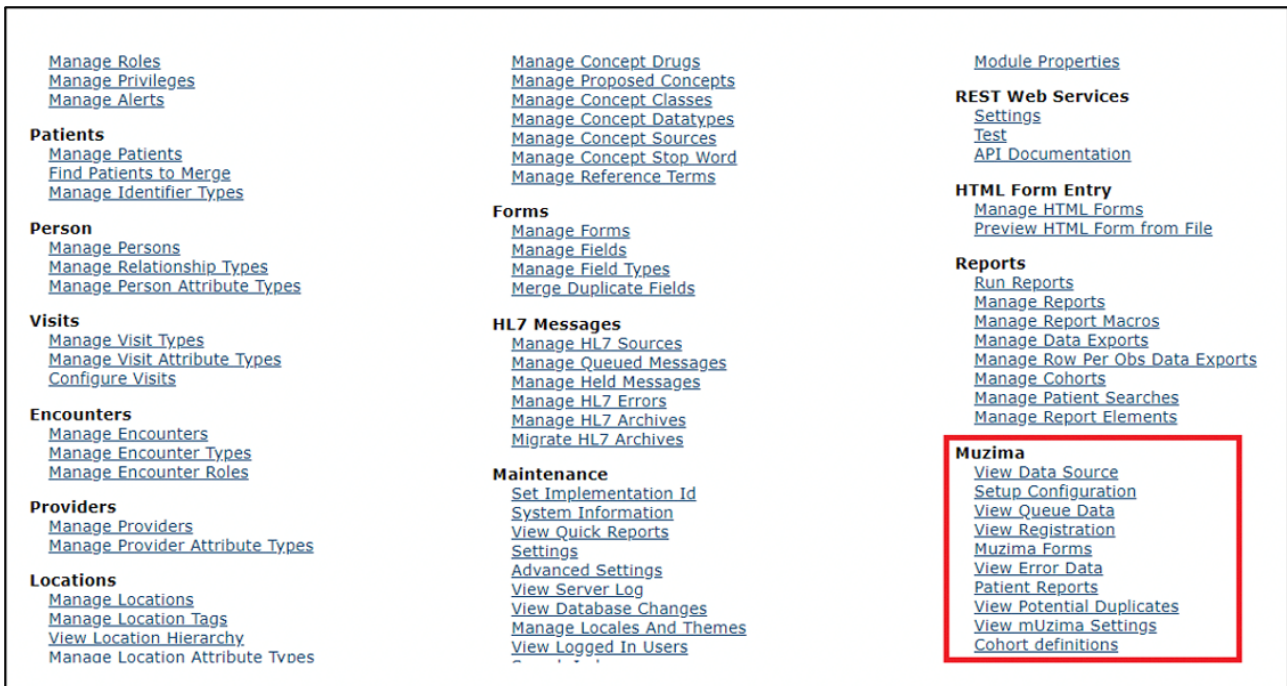 Manage Roles
Manage Privileges
Manage Alerts
Patients
Manage Patients
Find Patients to Merge
Manage Identifier Types
Person
Manage Persons
Manage Relationship Types
Manage Person Attribute Types
Visits
Manage Visit Types
Manage Visit Attribute Types
Configure Visits
Encounters
Manage Encounters
Manage Encounter Types
Manage Encounter Roles
Providers
Manage Providers
Manage Provider Attribute Types
Locations
Manage Locations
Manage Location Tags
View Location Hierarchy
Manage Location Attribute Types
Manage Concept Drugs
Manage Proposed Concepts
Manage Concept Classes
Manage Concept Datatypes
Manage Concept Sources
Manage Concept Stop Word
Manage Reference Terms
Forms
Manage Forms
Manage Fields
Manage Field Types
Merge Duplicate Fields
HL7 Messages
Manage HL7 Sources
Manage Queued Messages
Manage Held Messages
Manage HL7 Errors
Manage HL7 Archives
Migrate HL7 Archives
Maintenance
Set Implementation Id
System Information
View Quick Reports
Settings
Advanced Settings
View Server Log
View Database Changes
Manage Locales And Themes
View Logged In Users
Module Properties
REST Web Services
Settings
Test
API Documentation
HTML Form Entry
Manage HTML Forms
Preview HTML Form from File
Reports
Run Reports
Manage Reports
Manage Report Macros
Manage Data Exports
Manage Row Per Obs Data Exports
Manage Cohorts
Manage Patient Searches
Manage Report Elements
Muzima
View Data Source
Setup Configuration
View Queue Data
View Registration
Muzima Forms
View Error Data
Patient Reports
View Potential Duplicates
View mUzima Settings
Cohort definitions